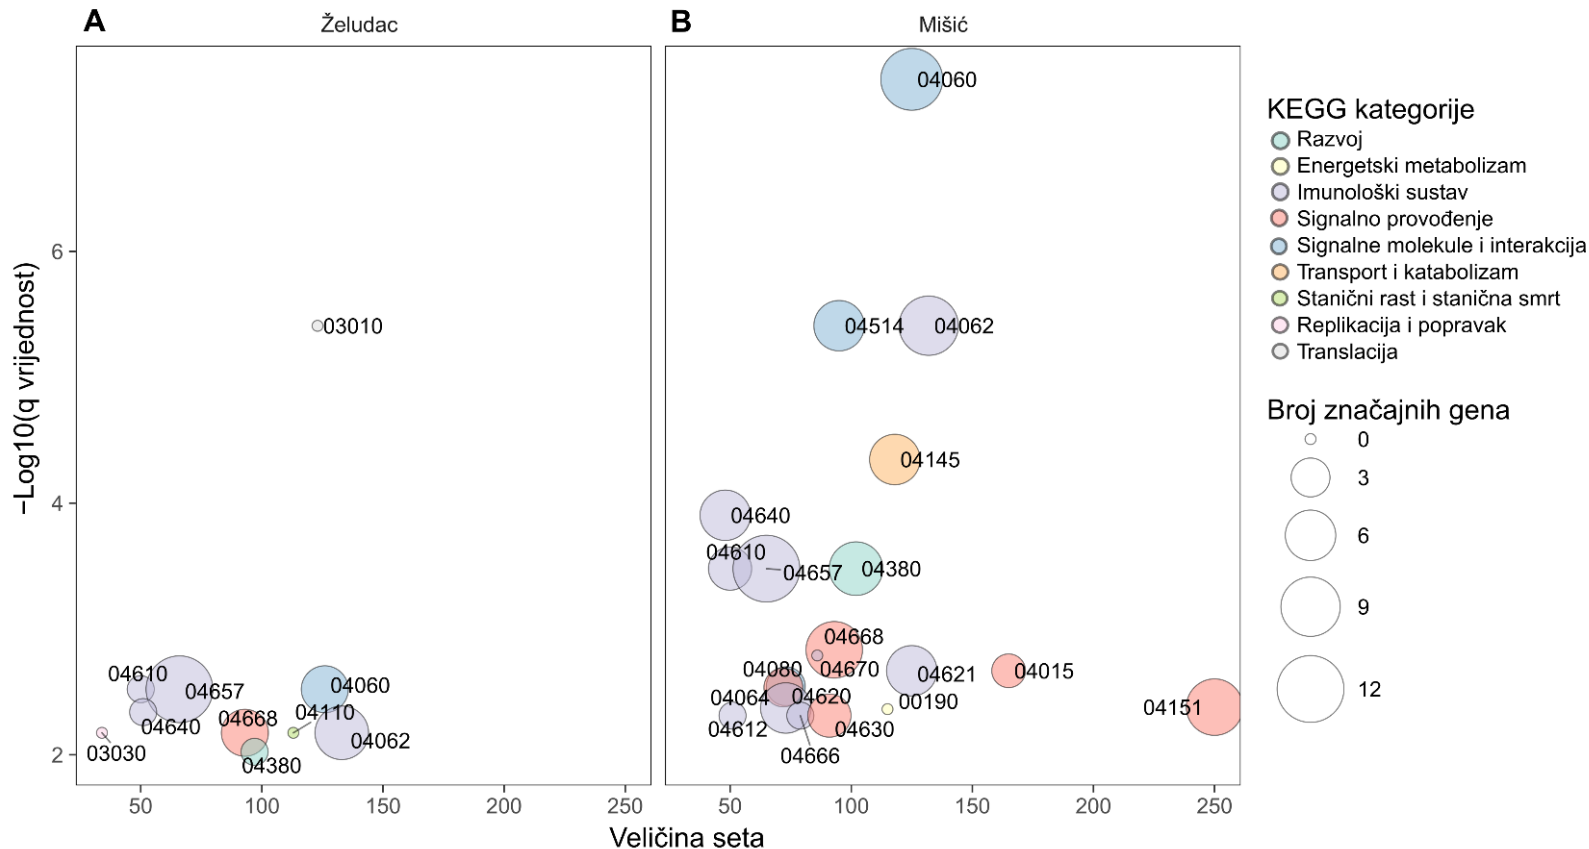 A
Želudac
B
Mišić
−Log10(q vrijednost)
6
4
2
03010
04610
04657
04640
03030
04668
04380
04110
04060
04062
50
100
150
200
250
04060
04514
04062
04145
04640
04610
04657
04380
04668
04670
04080
04621
04015
04064
04620
00190
04151
04612
04630
04666
50
100
150
200
250
Veličina seta
KEGG kategorije
Razvoj
Energetski metabolizam
Imunološki sustav
Signalno provođenje
Signalne molekule i interakcija
Transport i katabolizam
Stanični rast i stanična smrt
Replikacija i popravak
Translacija
Broj značajnih gena
0
3
6
9
12